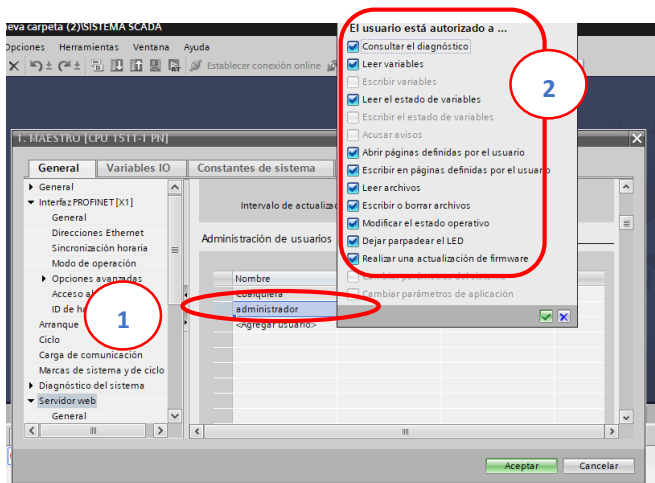 eva carpeta (2)\SISTEMA SCADA
Opciones Herramientas Ventana Ayuda
Establecer conexión online
1. MAESTRO [CPU 1511-1 PN]
General Variables IO Constantes de sistema
General
Interfaz PROFINET [X1]
General
Direcciones Ethernet
Sincronización horaria
Modo de operación
Opciones avanzadas
Acceso al
ID de ha
Arranque
Ciclo
Carga de comunicación
Marcas de sistema y de ciclo
Diagnóstico del sistema
Servidor web
General
1
Intervalo de actualizac
Administración de usuarios
Nombre
cualquiera
administrador
<Agregar usuario>
El usuario está autorizado a ...
Consultar el diagnóstico
Leer variables
Escribir variables
Leer el estado de variables
Escribir el estado de variables
Acusar avisos
Abrir páginas definidas por el usuario
Escribir en páginas definidas por el usuario
Leer archivos
Escribir o borrar archivos
Modificar el estado operativo
Dejar parpadear el LED
Realizar una actualización de firmware
Cambiar parámetros del sistema
Cambiar parámetros de aplicación
2
Aceptar Cancelar